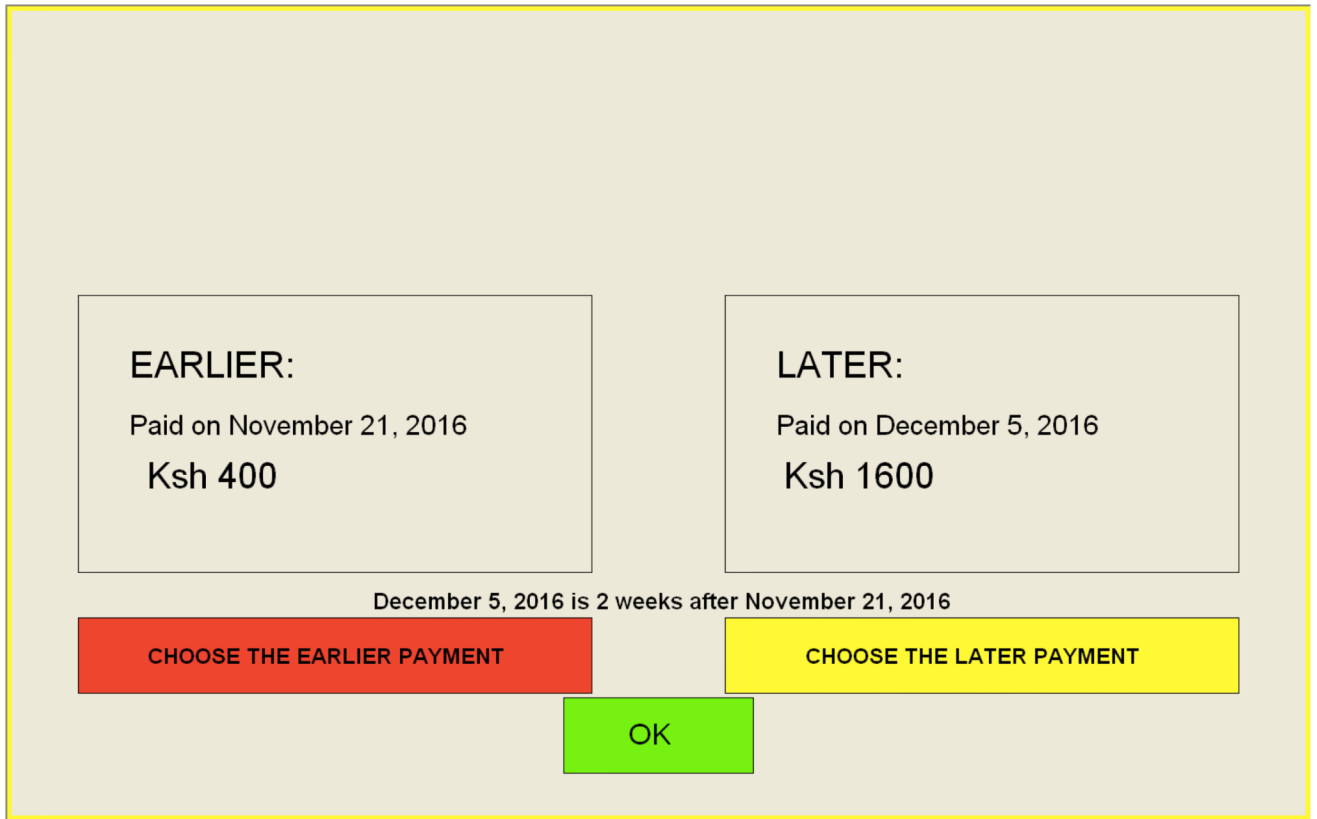 EARLIER:
Paid on November 21, 2016
Ksh 400
LATER:
Paid on December 5, 2016
Ksh 1600
December 5, 2016 is 2 weeks after November 21, 2016
CHOOSE THE EARLIER PAYMENT
CHOOSE THE LATER PAYMENT
OK